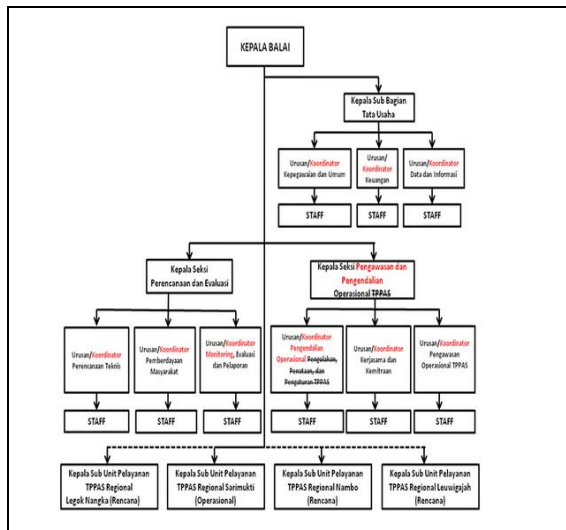 KEPALA BALAI
Kepala Sub Bagian
Tata Usaha
Urusan/Koordinator
Kepegawaian dan Umum
Urusan/
Koordinator
Keuangan
Urusan/Koordinator
Data dan Informasi
STAFF
STAFF
STAFF
Kepala Seksi
Perencanaan dan Evaluasi
Kepala Seksi Pengawasan dan
Pengendalian
Operasional TPPAS
Urusan/Koordinator
Perencanaan Teknis
Urusan/Koordinator
Pemberdayaan
Masyarakat
Urusan/Koordinator
Monitoring, Evaluasi
dan Pelaporan
Urusan/Koordinator
Pengendalian
Operasional Pengolahan,
Penataan, dan
Pengaturan TPPAS
Urusan/Koordinator
Kerjasama dan
Kemitraan
Urusan/Koordinator
Pengawasan
Operasional TPPAS
STAFF
STAFF
STAFF
STAFF
STAFF
STAFF
Kepala Sub Unit Pelayanan
TPPAS Regional
Legok Nangka (Rencana)
Kepala Sub Unit Pelayanan
TPPAS Regional Sarimukti
(Operasional)
Kepala Sub Unit Pelayanan
TPPAS Regional Nambo
(Rencana)
Kepala Sub Unit Pelayanan
TPPAS Regional Leuwigajah
(Rencana)